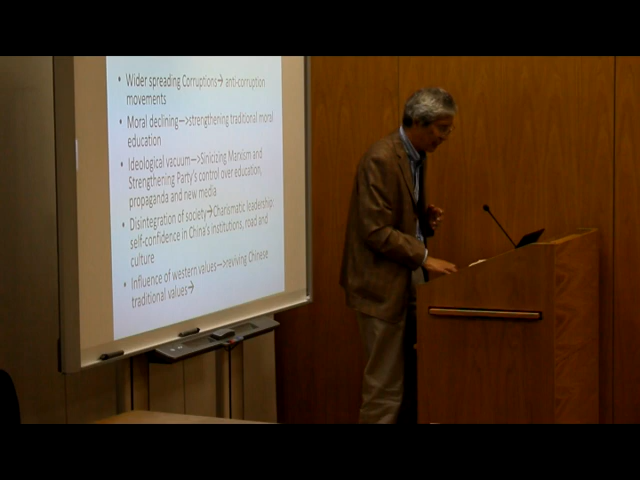 • Wider spreading Corruptions→ anti-corruption
movements
• Moral declining—>strengthening traditional moral
education
• Ideological vacuum—>Sinicizing Marxism and
Strengthening Party's control over education,
propaganda and new media
• Disintegration of society→Charismatic leadership
self-confidence in China's institutions, road and
culture
• Influence of western values—>reviving Chinese
traditional values→